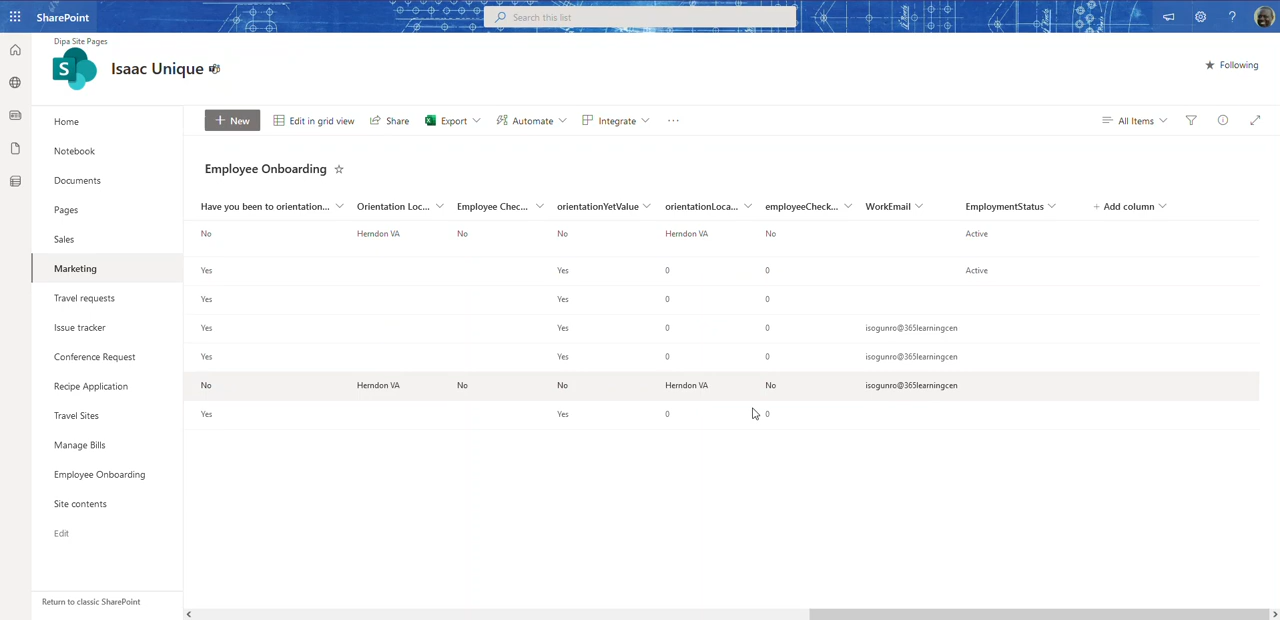 SharePoint
Search this list
?
Dipa Site Pages
S
Isaac Unique
Following
Home
Notebook
Documents
Pages
Sales
Marketing
Travel requests
Issue tracker
Conference Request
Recipe Application
Travel Sites
Manage Bills
Employee Onboarding
Site contents
Edit
Return to classic SharePoint
+ New
Edit in grid view
Share
Export
Automate
Integrate
...
All Items
Employee Onboarding
Have you been to orientation... Orientation Loc... Employee Chec... orientationYetValue orientationLoca... employeeCheck... WorkEmail EmploymentStatus + Add column
No Herndon VA No No Herndon VA No Active
Yes Yes 0 0 Active
Yes Yes 0 0
Yes Yes 0 0 isogunro@365learningcen
Yes Yes 0 0 isogunro@365learningcen
No Herndon VA No No Herndon VA No isogunro@365learningcen
Yes Yes 0 0